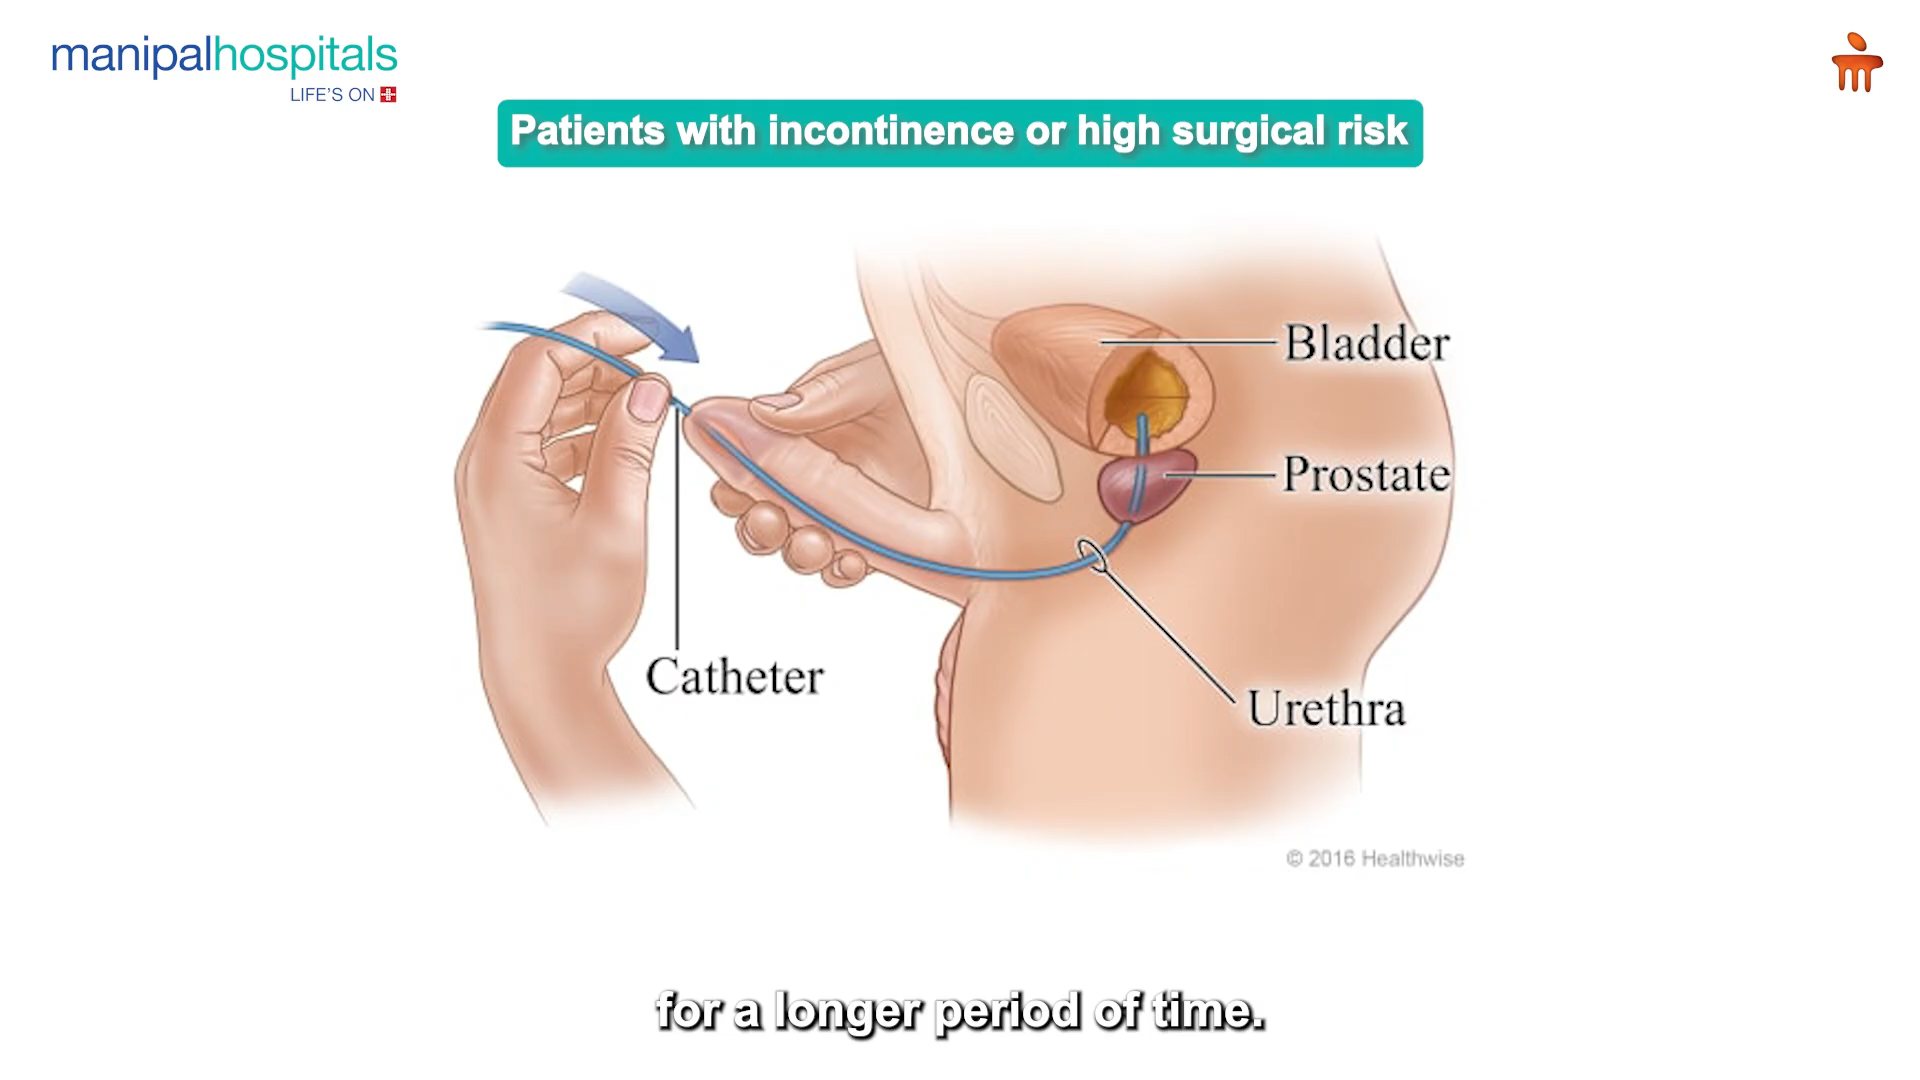 manipalhospitals
LIFE'S ON
Patients with incontinence or high surgical risk
Bladder
Prostate
Catheter
Urethra
© 2016 Healthwise
for a longer period of time.